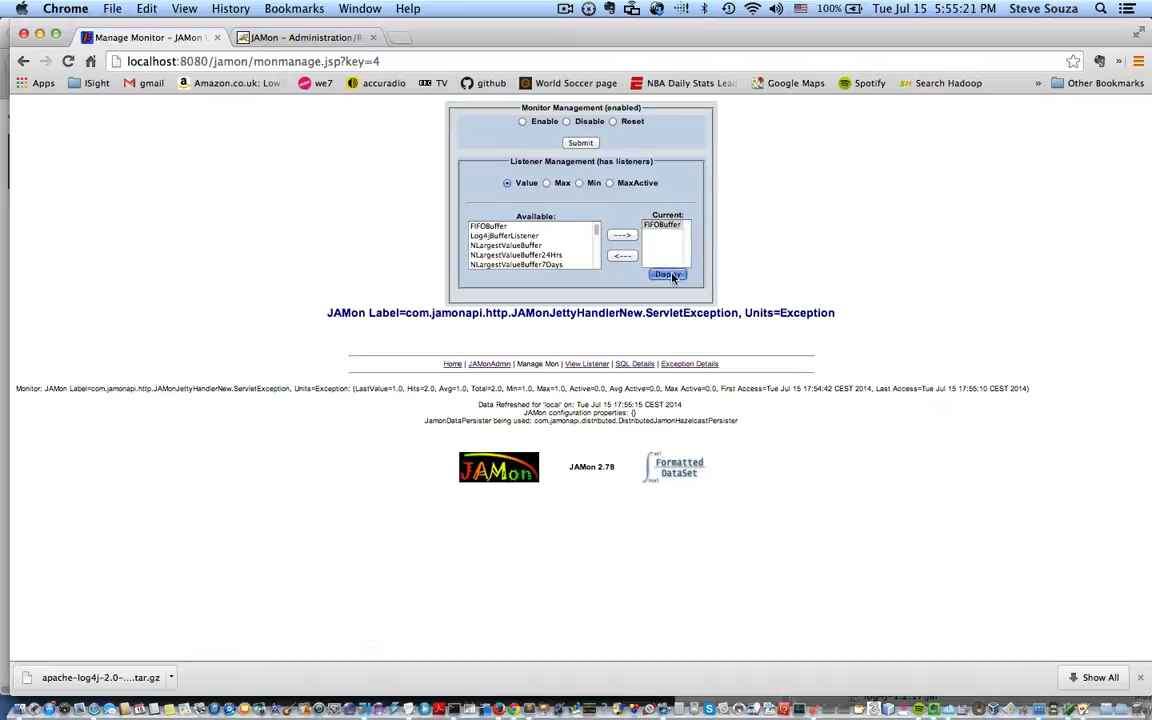 Chrome File Edit View History Bookmarks Window Help 100% Tue Jul 15 5:55:21 PM Steve Souza
Manage Monitor – JAMon × JAMon – Administration/R ×
localhost:8080/jamon/monmanage.jsp?key=4
Apps ISight gmail Amazon.co.uk: Low we7 accuradio TV github World Soccer page NBA Daily Stats Lea Google Maps Spotify Search Hadoop » Other Bookmarks
Monitor Management (enabled)
Enable Disable Reset
Submit
Listener Management (has listeners)
Value Max Min MaxActive
Available: Current:
FIFOBuffer
Log4jBufferListener
NLargestValueBuffer
NLargestValueBuffer24Hrs
NLargestValueBuffer7Days
--->
<---
FIFOBuffer
Display
JAMon Label=com.jamonapi.http.JAMonJettyHandlerNew.ServletException, Units=Exception
Home | JAMonAdmin | Manage Mon | View Listener | SQL Details | Exception Details
Monitor: JAMon Label=com.jamonapi.http.JAMonJettyHandlerNew.ServletException, Units=Exception: (LastValue=1.0, Hits=2.0, Avg=1.0, Total=2.0, Min=1.0, Max=1.0, Active=0.0, Avg Active=0.0, Max Active=0.0, First Access=Tue Jul 15 17:54:42 CEST 2014, Last Access=Tue Jul 15 17:55:10 CEST 2014)
Data Refreshed for 'local' on: Tue Jul 15 17:55:15 CEST 2014
JAMon configuration properties: {}
JamonDataPersister being used: com.jamonapi.distributed.DistributedJamonHazelcastPersister
JAMon JAMon 2.78 Formatted DataSet
apache-log4j-2.0-....tar.gz Show All